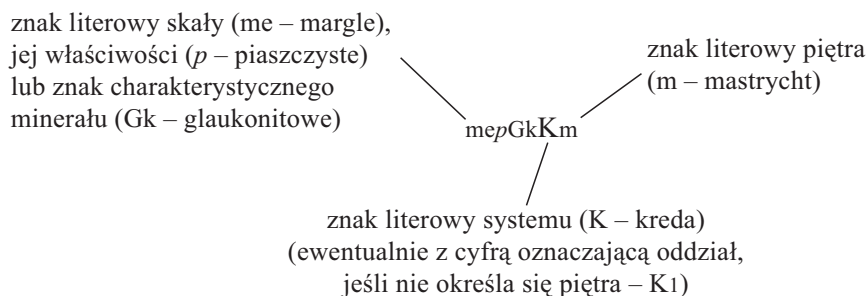 znak literowy skały (me – margle),
jej właściwości (p – piaszczyste)
lub znak charakterystycznego
minerału (Gk – glaukonitowe)
znak literowy piętra
(m – mastrycht)
mepGkKm
znak literowy systemu (K – kreda)
(ewentualnie z cyfrą oznaczającą oddział,
jeśli nie określa się piętra – K1)